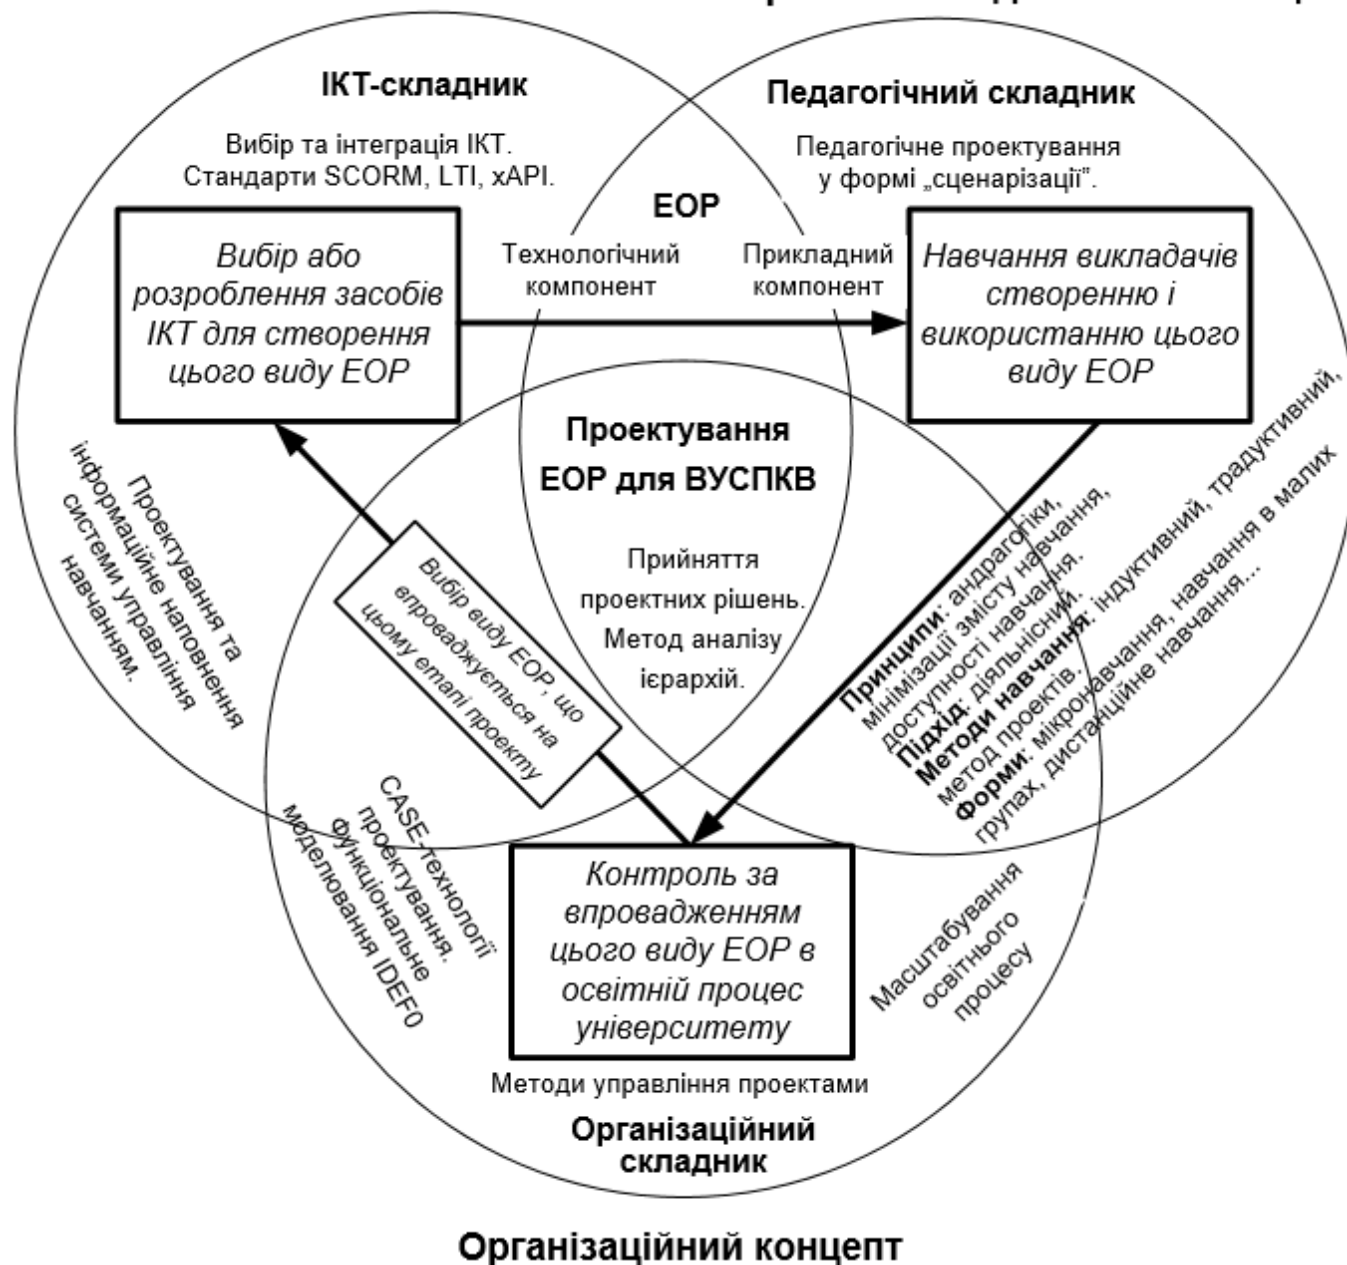 ІКТ-складник
Вибір та інтеграція ІКТ.
Стандарти SCORM, LTI, xAPI.
Педагогічний складник
Педагогічне проектування
у формі „сценарізації”.
ЕОР
Технологічний
компонент
Прикладний
компонент
Вибір або
розроблення засобів
ІКТ для створення
цього виду ЕОР
Навчання викладачів
створенню і
використанню цього
виду ЕОР
Проектування
ЕОР для ВУСПКВ
Прийняття
проектних рішень.
Метод аналізу
ієрархій.
Проектування та
інформаційне наповнення
системи управління
навчанням.
Вибір виду ЕОР, що
впроваджується на
цьому етапі проекту
Принципи: андрагогіки,
мінімізації змісту навчання,
доступності навчання.
Підхід: діяльнісний.
Методи навчання: індуктивний, традуктивний,
метод проектів.
Форми: мікронавчання, навчання в малих
групах, дистанційне навчання...
CASE-технології
проектування.
Функціональне
моделювання IDEF0
Контроль за
впровадженням
цього виду ЕОР в
освітній процес
університету
Масштабування
освітнього
процесу
Методи управління проектами
Організаційний
складник
Організаційний концепт